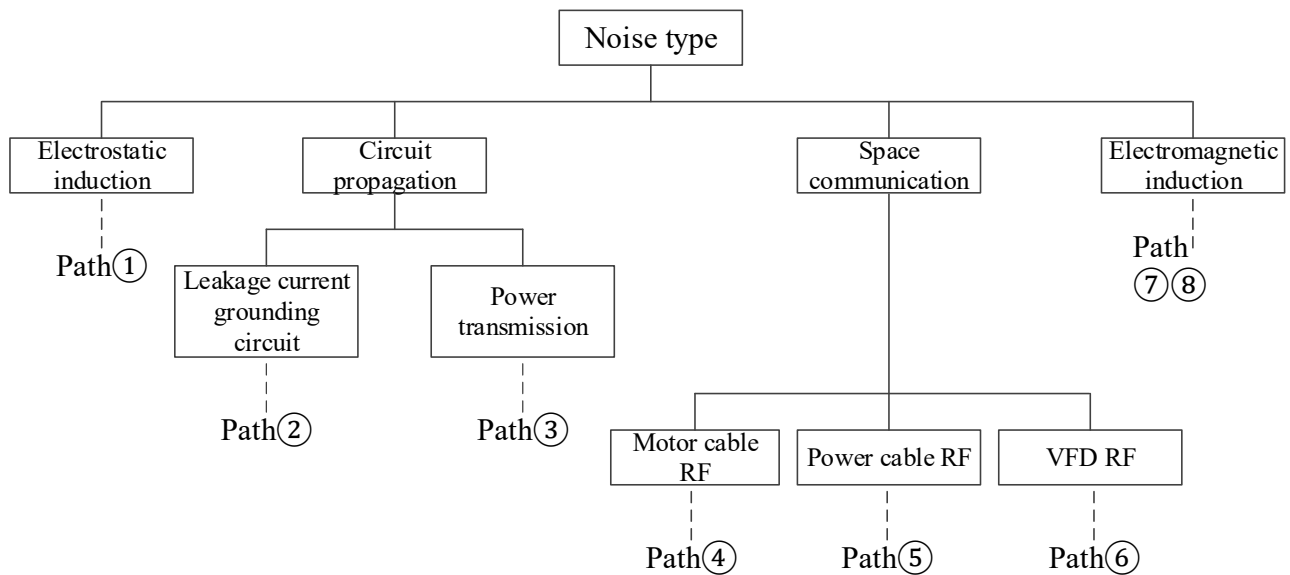 Noise type
Electrostatic
induction
Circuit
propagation
Space
communication
Electromagnetic
induction
Path①
Leakage current
grounding
circuit
Power
transmission
Path
⑦⑧
Path②
Path③
Motor cable
RF
Power cable RF
VFD RF
Path④
Path⑤
Path⑥